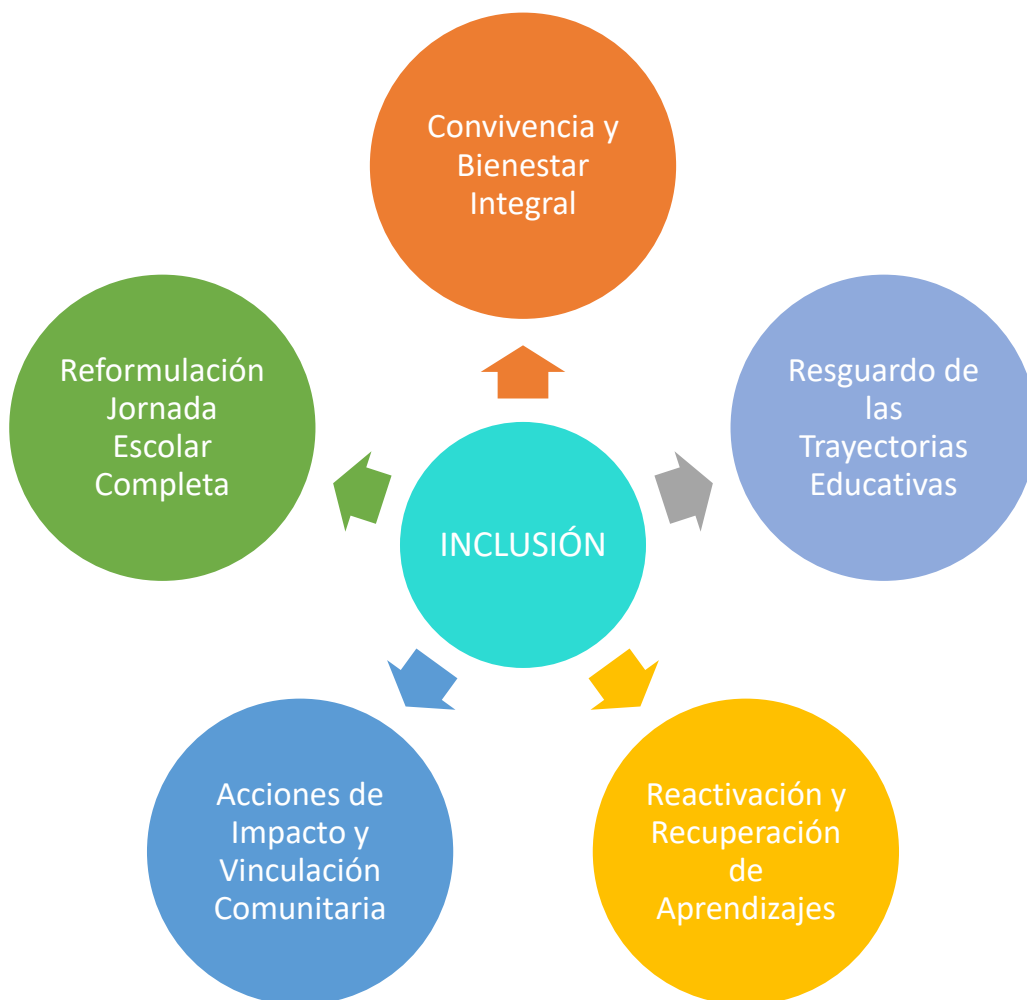 Convivencia y
Bienestar
Integral
Reformulación
Jornada
Escolar
Completa
Resguardo de
las
Trayectorias
Educativas
INCLUSIÓN
Acciones de
Impacto y
Vinculación
Comunitaria
Reactivación y
Recuperación
de
Aprendizajes